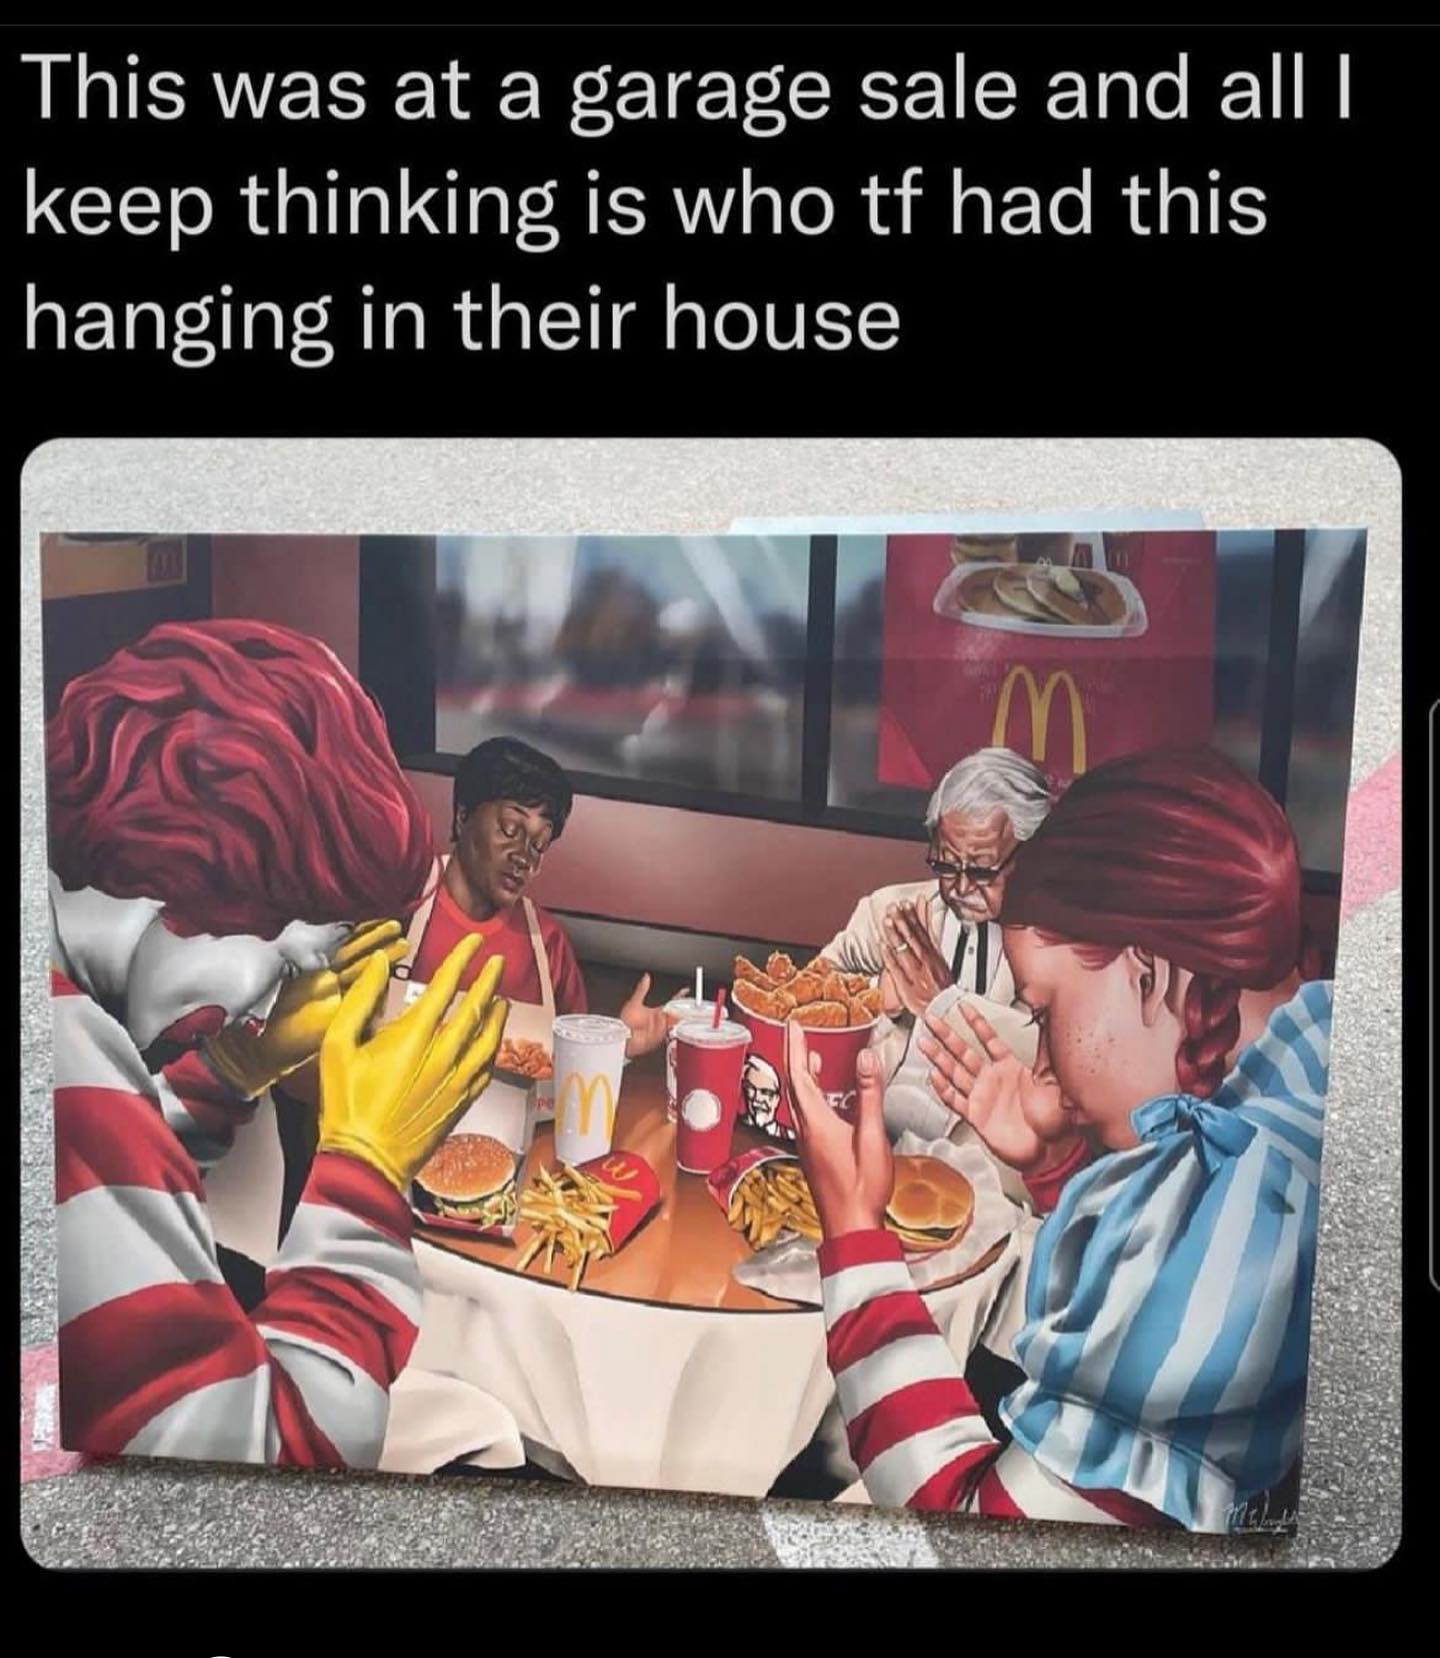 This was at a garage sale and all I
keep thinking is who tf had this
hanging in their house